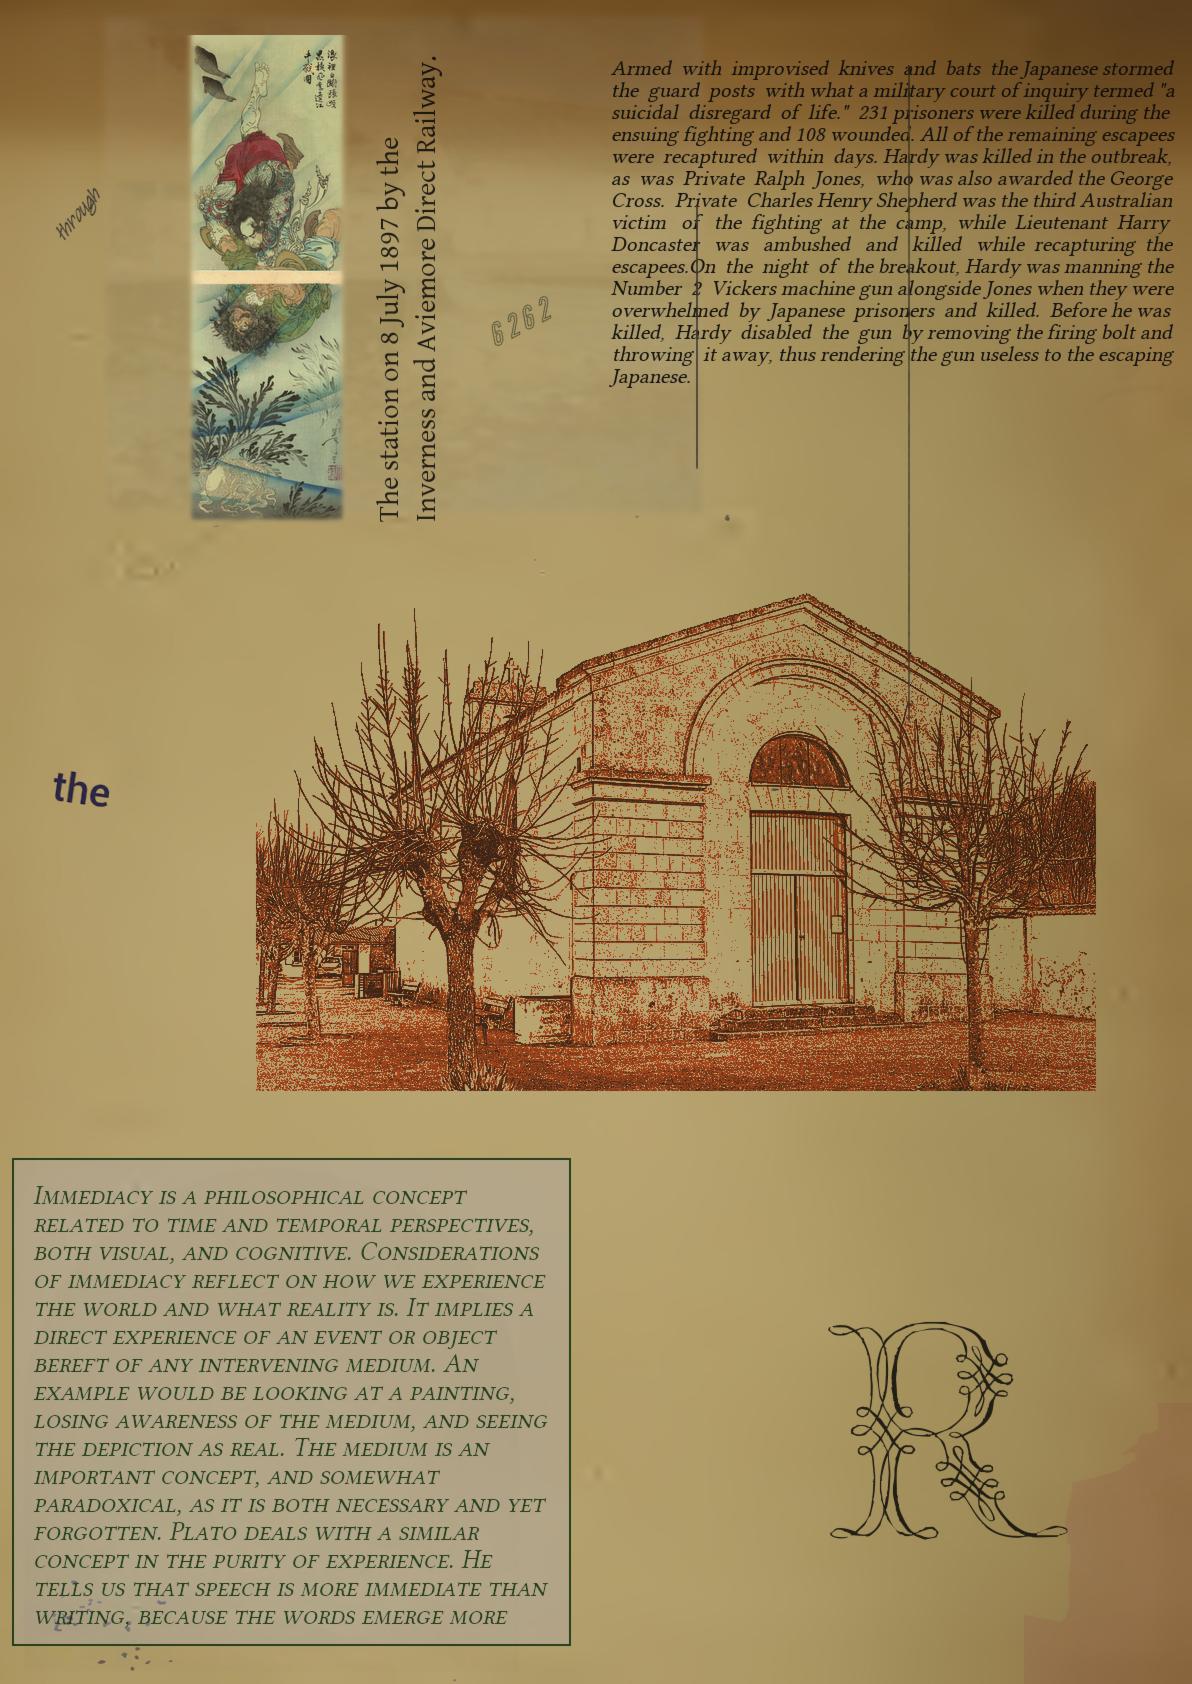 through
The station on 8 July 1897 by the
Inverness and Aviemore Direct Railway.
6262
Armed with improvised knives and bats the Japanese stormed
the guard posts with what a military court of inquiry termed "a
suicidal disregard of life." 231 prisoners were killed during the
ensuing fighting and 108 wounded. All of the remaining escapees
were recaptured within days. Hardy was killed in the outbreak,
as was Private Ralph Jones, who was also awarded the George
Cross. Private Charles Henry Shepherd was the third Australian
victim of the fighting at the camp, while Lieutenant Harry
Doncaster was ambushed and killed while recapturing the
escapees.On the night of the breakout, Hardy was manning the
Number 2 Vickers machine gun alongside Jones when they were
overwhelmed by Japanese prisoners and killed. Before he was
killed, Hardy disabled the gun by removing the firing bolt and
throwing it away, thus rendering the gun useless to the escaping
Japanese.
the
Immediacy is a philosophical concept
related to time and temporal perspectives,
both visual, and cognitive. Considerations
of immediacy reflect on how we experience
the world and what reality is. It implies a
direct experience of an event or object
bereft of any intervening medium. An
example would be looking at a painting,
losing awareness of the medium, and seeing
the depiction as real. The medium is an
important concept, and somewhat
paradoxical, as it is both necessary and yet
forgotten. Plato deals with a similar
concept in the purity of experience. He
tells us that speech is more immediate than
writing, because the words emerge more
R